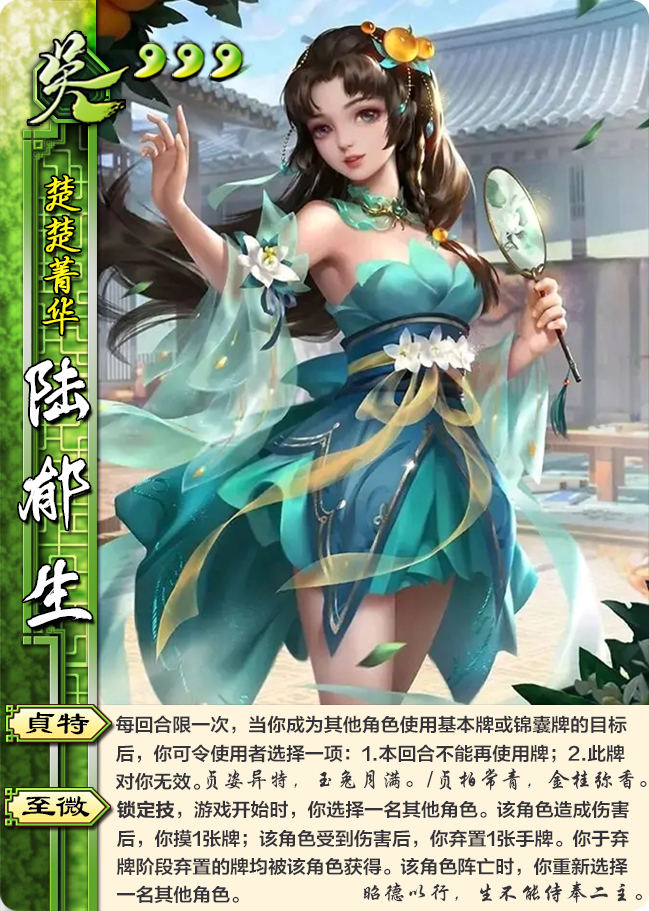 吴
楚楚菁华
陆郁生
贞特
每回合限一次，当你成为其他角色使用基本牌或锦囊牌的目标
后，你可令使用者选择一项：1.本回合不能再使用牌；2.此牌
对你无效。贞姿异特，玉兔月满。/贞柏常青，金桂弥香。
至微
锁定技，游戏开始时，你选择一名其他角色。该角色造成伤害
后，你摸1张牌；该角色受到伤害后，你弃置1张手牌。你于弃
牌阶段弃置的牌均被该角色获得。该角色阵亡时，你重新选择
一名其他角色。 昭德以行，生不能侍奉二主。